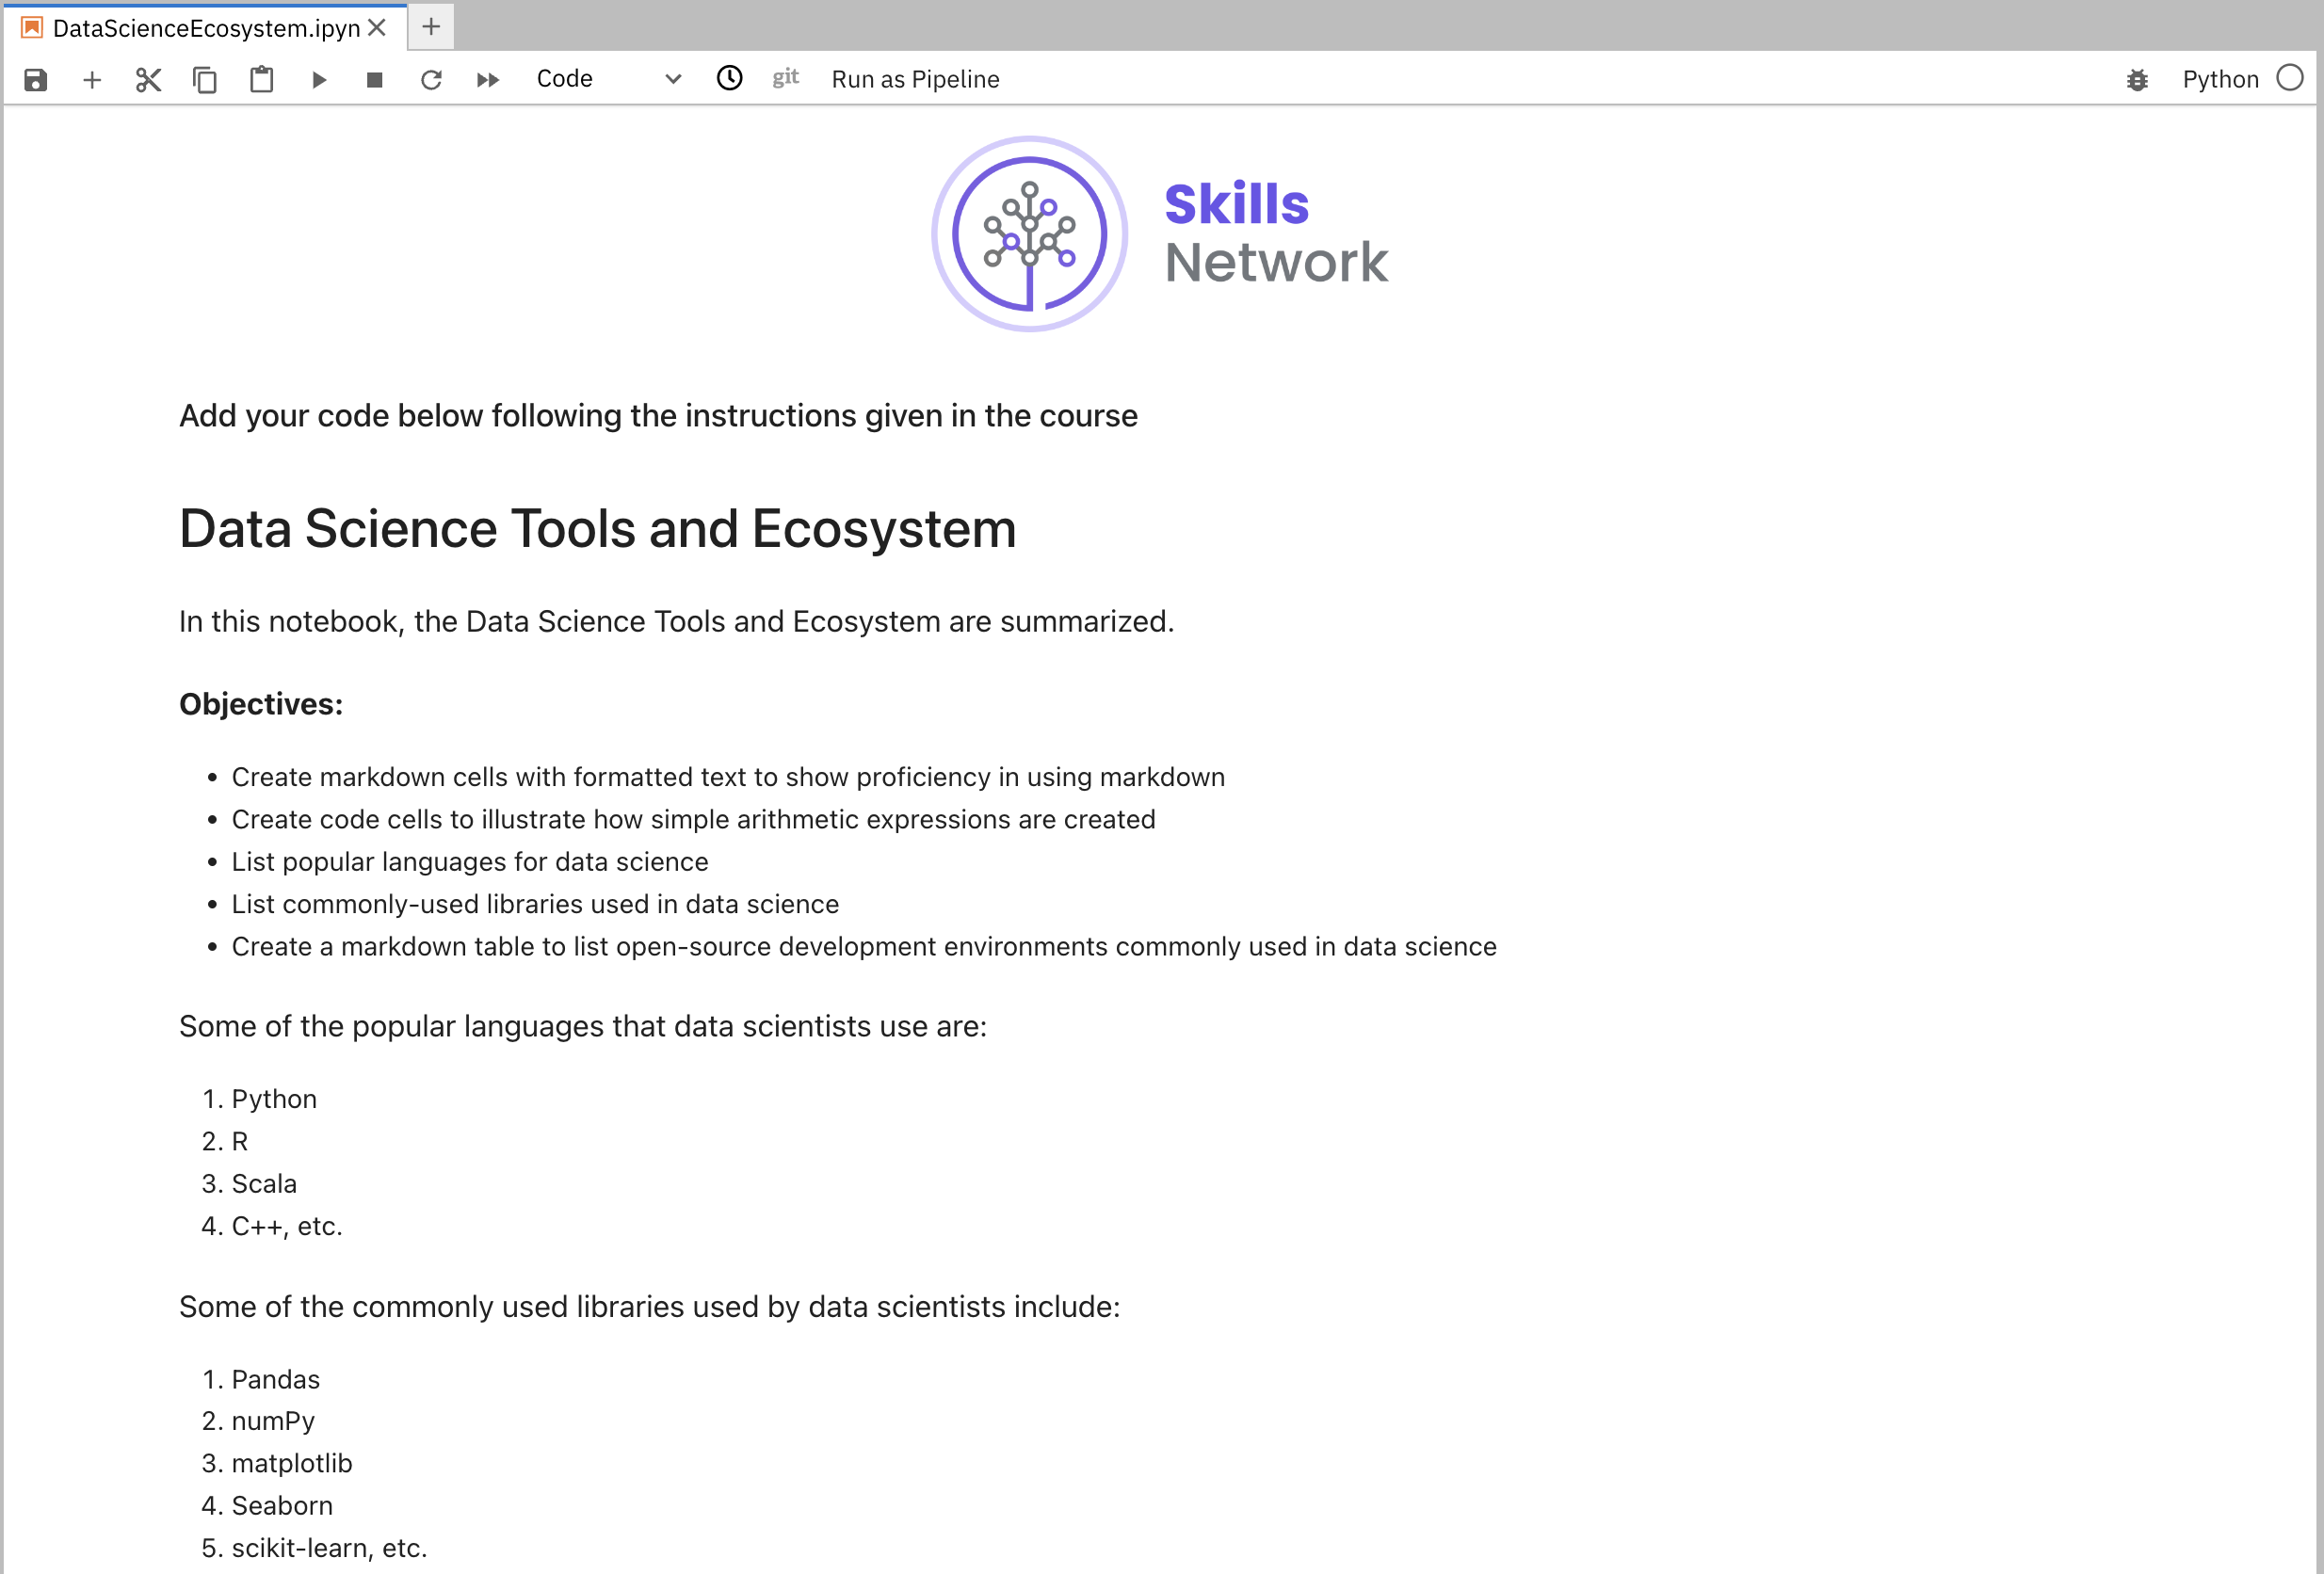 DataScienceEcosystem.ipyn
Code
git
Run as Pipeline
Python
Skills
Network
Add your code below following the instructions given in the course
Data Science Tools and Ecosystem
In this notebook, the Data Science Tools and Ecosystem are summarized.
Objectives:
• Create markdown cells with formatted text to show proficiency in using markdown
• Create code cells to illustrate how simple arithmetic expressions are created
• List popular languages for data science
• List commonly-used libraries used in data science
• Create a markdown table to list open-source development environments commonly used in data science
Some of the popular languages that data scientists use are:
1. Python
2. R
3. Scala
4. C++, etc.
Some of the commonly used libraries used by data scientists include:
1. Pandas
2. numPy
3. matplotlib
4. Seaborn
5. scikit-learn, etc.